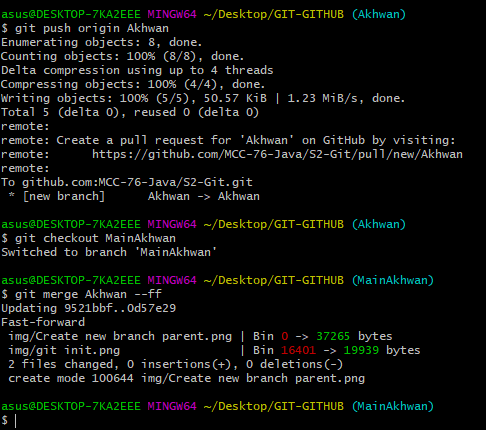 asus@DESKTOP-7KA2EEE MINGW64 ~/Desktop/GIT-GITHUB (Akhwan)
$ git push origin Akhwan
Enumerating objects: 8, done.
Counting objects: 100% (8/8), done.
Delta compression using up to 4 threads
Compressing objects: 100% (4/4), done.
Writing objects: 100% (5/5), 50.57 KiB | 1.23 MiB/s, done.
Total 5 (delta 0), reused 0 (delta 0)
remote:
remote: Create a pull request for 'Akhwan' on GitHub by visiting:
remote:      https://github.com/MCC-76-Java/S2-Git/pull/new/Akhwan
remote:
To github.com:MCC-76-Java/S2-Git.git
 * [new branch]      Akhwan -> Akhwan
asus@DESKTOP-7KA2EEE MINGW64 ~/Desktop/GIT-GITHUB (Akhwan)
$ git checkout MainAkhwan
Switched to branch 'MainAkhwan'
asus@DESKTOP-7KA2EEE MINGW64 ~/Desktop/GIT-GITHUB (MainAkhwan)
$ git merge Akhwan --ff
Updating 9521bbf..0d57e29
Fast-forward
 img/Create new branch parent.png | Bin 0 -> 37265 bytes
 img/git init.png                 | Bin 16401 -> 19939 bytes
 2 files changed, 0 insertions(+), 0 deletions(-)
 create mode 100644 img/Create new branch parent.png
asus@DESKTOP-7KA2EEE MINGW64 ~/Desktop/GIT-GITHUB (MainAkhwan)
$